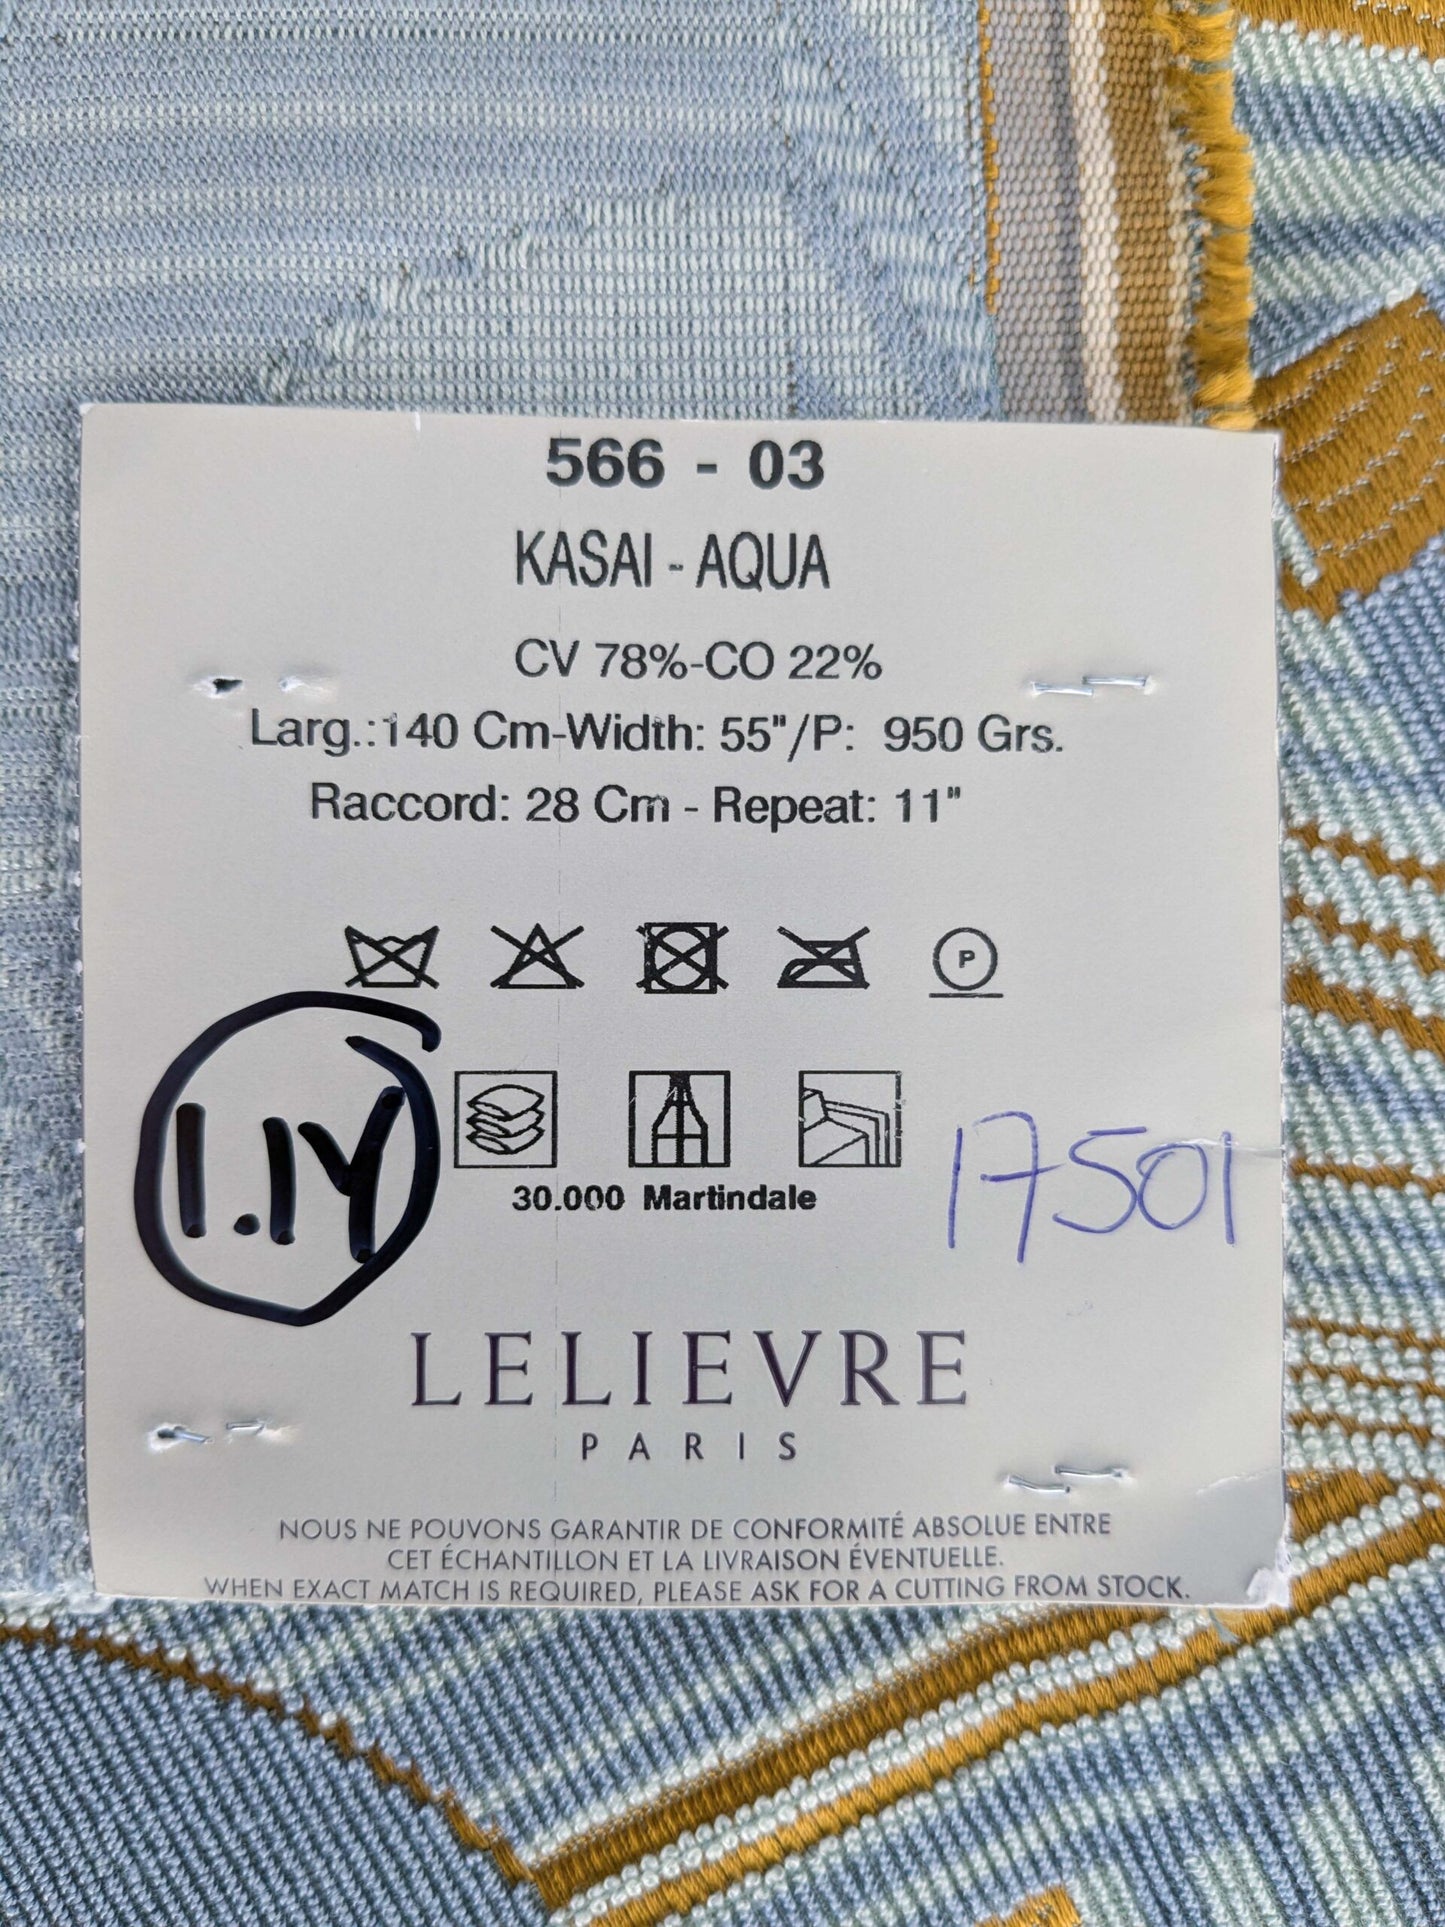 566 - 03
KASAI - AQUA
CV 78%-CO 22%
Larg.:140 Cm-Width: 55"/P: 950 Grs.
Raccord: 28 Cm - Repeat: 11"
P
1.1Y
30.000 Martindale
17501
LELIEVRE
PARIS
NOUS NE POUVONS GARANTIR DE CONFORMITÉ ABSOLUE ENTRE
CET ÉCHANTILLON ET LA LIVRAISON ÉVENTUELLE.
WHEN EXACT MATCH IS REQUIRED, PLEASE ASK FOR A CUTTING FROM STOCK.